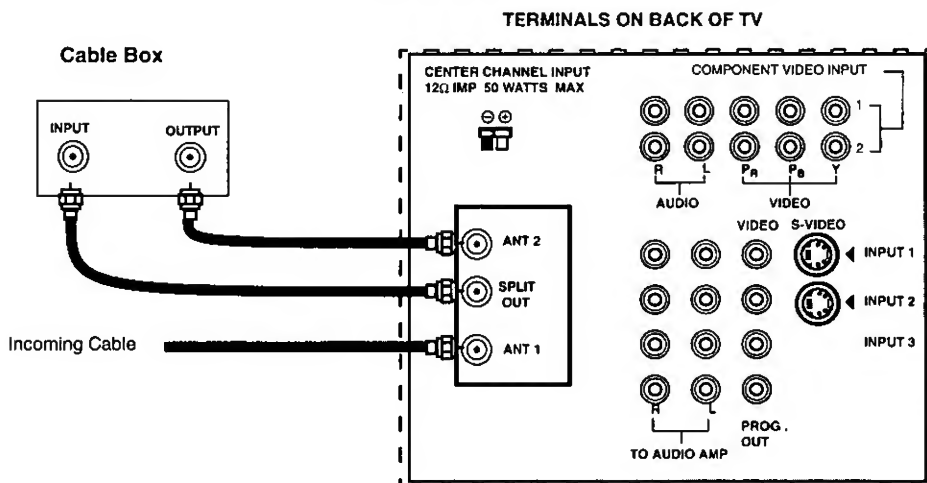 TERMINALS ON BACK OF TV
Cable Box
INPUT
OUTPUT
CENTER CHANNEL INPUT
12Ω IMP 50 WATTS MAX
⊖ ⊕
COMPONENT VIDEO INPUT
1
2
R L PR PB Y
AUDIO VIDEO
ANT 2
SPLIT
OUT
ANT 1
Incoming Cable
VIDEO S-VIDEO
INPUT 1
INPUT 2
INPUT 3
R L
TO AUDIO AMP
PROG.
OUT